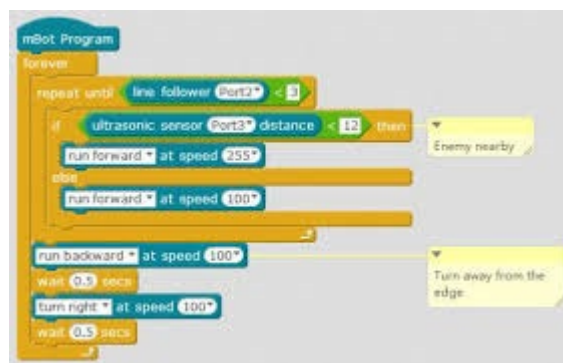 mBot Program
forever
repeat until line follower Port2 < 3
if ultrasonic sensor Port3 distance < 12 then
Enemy nearby
run forward at speed 255
else
run forward at speed 100
run backward at speed 100
Turn away from the
edge
wait 0.5 secs
turn right at speed 100
wait 0.5 secs